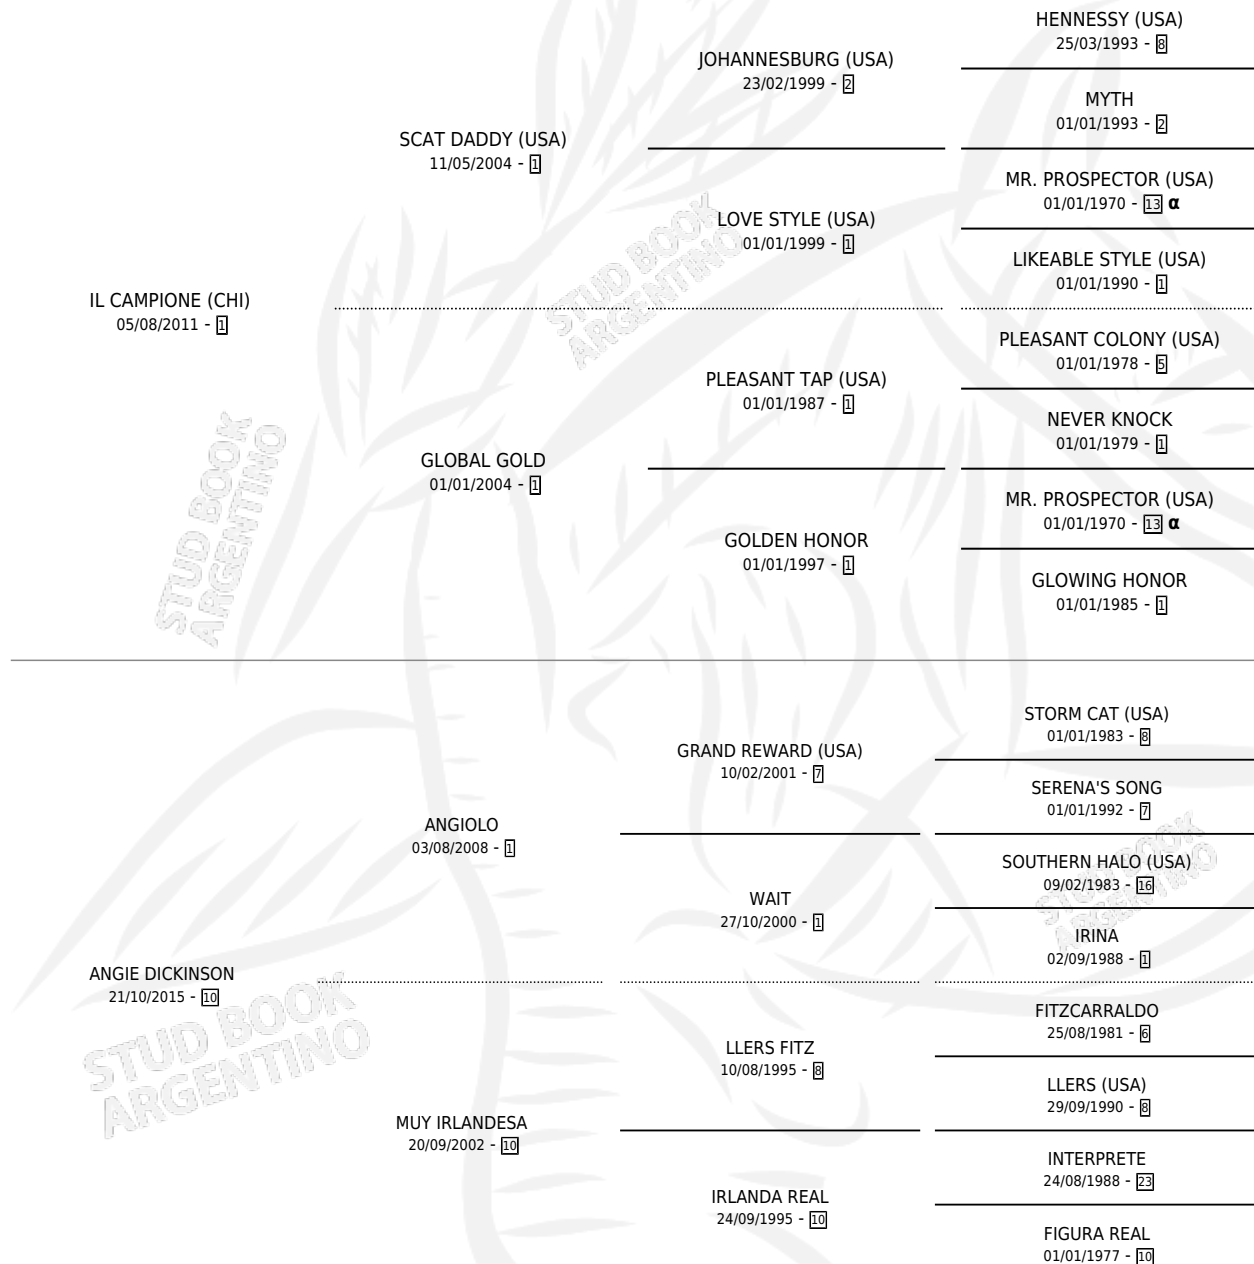 HENNESSY (USA)
25/03/1993 - 8
JOHANNESBURG (USA)
23/02/1999 - 2
MYTH
01/01/1993 - 2
SCAT DADDY (USA)
11/05/2004 - 1
MR. PROSPECTOR (USA)
01/01/1970 - 13 α
LOVE STYLE (USA)
01/01/1999 - 1
LIKEABLE STYLE (USA)
01/01/1990 - 1
STUD BOOK
ARGENTINO
IL CAMPIONE (CHI)
05/08/2011 - 1
PLEASANT COLONY (USA)
01/01/1978 - 5
PLEASANT TAP (USA)
01/01/1987 - 1
NEVER KNOCK
01/01/1979 - 1
GLOBAL GOLD
01/01/2004 - 1
MR. PROSPECTOR (USA)
01/01/1970 - 13 α
GOLDEN HONOR
01/01/1997 - 1
GLOWING HONOR
01/01/1985 - 1
STUD BOOK
ARGENTINO
STORM CAT (USA)
01/01/1983 - 8
GRAND REWARD (USA)
10/02/2001 - 7
SERENA'S SONG
01/01/1992 - 7
ANGIOLO
03/08/2008 - 1
SOUTHERN HALO (USA)
09/02/1983 - 16
STUD BOOK
ARGENTINO
WAIT
27/10/2000 - 1
IRINA
02/09/1988 - 1
ANGIE DICKINSON
21/10/2015 - 10
STUD BOOK
ARGENTINO
FITZCARRALDO
25/08/1981 - 6
LLERS FITZ
10/08/1995 - 8
LLERS (USA)
29/09/1990 - 8
MUY IRLANDESA
20/09/2002 - 10
INTERPRETE
24/08/1988 - 23
IRLANDA REAL
24/09/1995 - 10
FIGURA REAL
01/01/1977 - 10